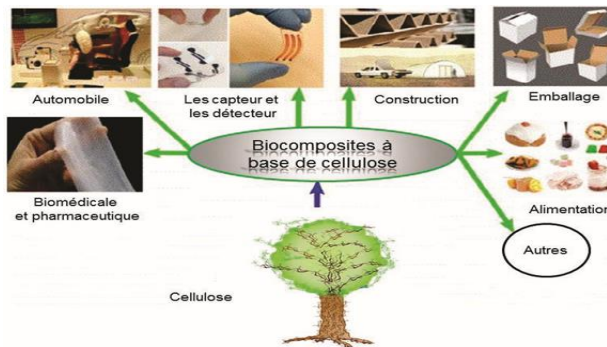 Automobile
Les capteur et
les détecteur
Construction
Emballage
Biocomposites à
base de cellulose
Biomédicale
et pharmaceutique
Alimentation
Autres
Cellulose